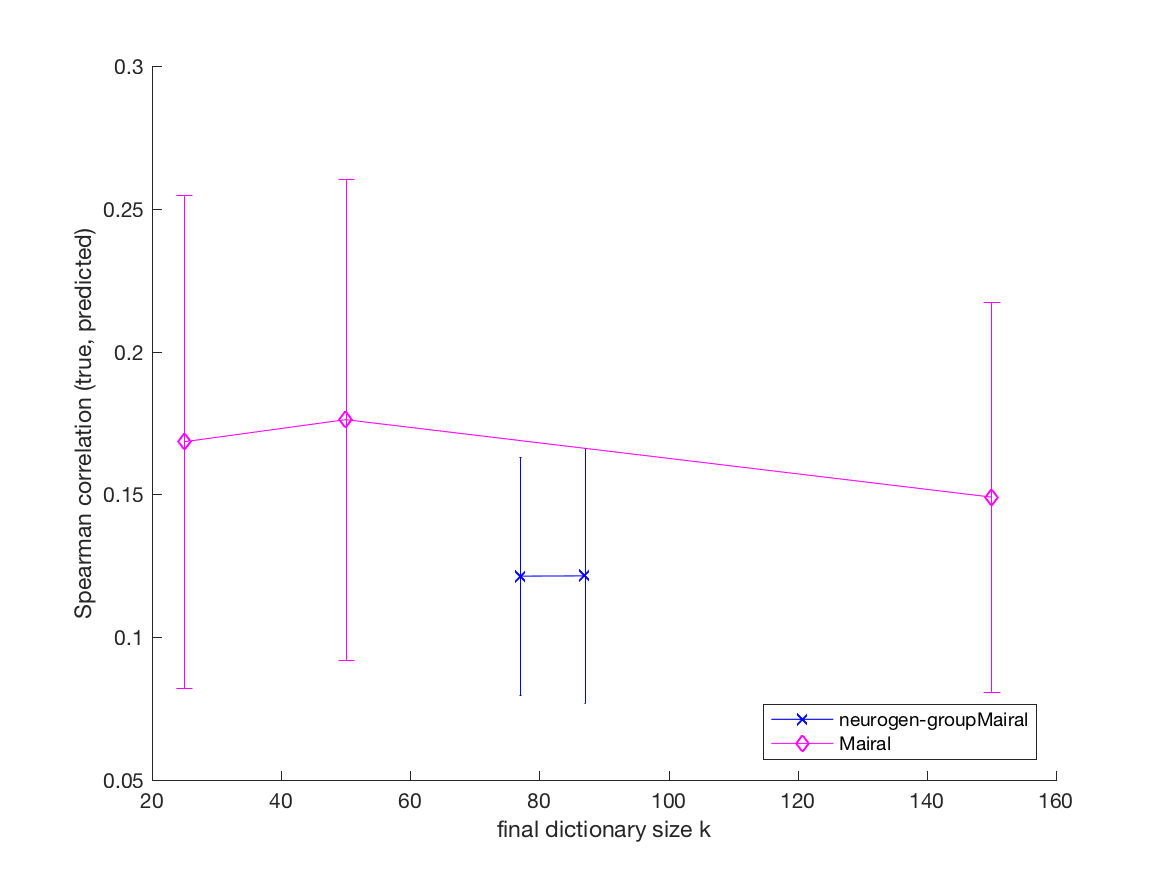 0.3
0.25
0.2
0.15
0.1
0.05
Spearman correlation (true, predicted)
20 40 60 80 100 120 140 160
final dictionary size k
neurogen-groupMairal
Mairal